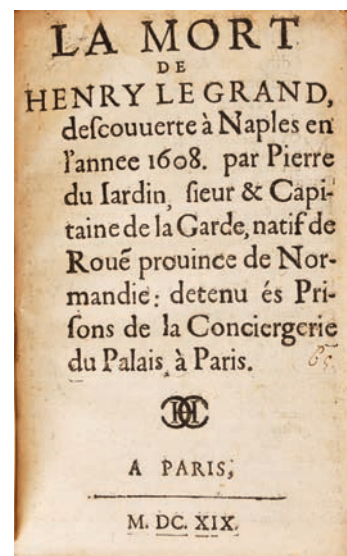 LA MORT
DE
HENRY LE GRAND,
deſcouuerte à Naples en
l'annee 1608. par Pierre
du Iardin, ſieur & Capi-
taine de la Garde, natif de
Rouẽ prouince de Nor-
mandie: detenu és Pri-
ſons de la Conciergerie
du Palais, à Paris.
A PARIS,
M. DC. XIX.